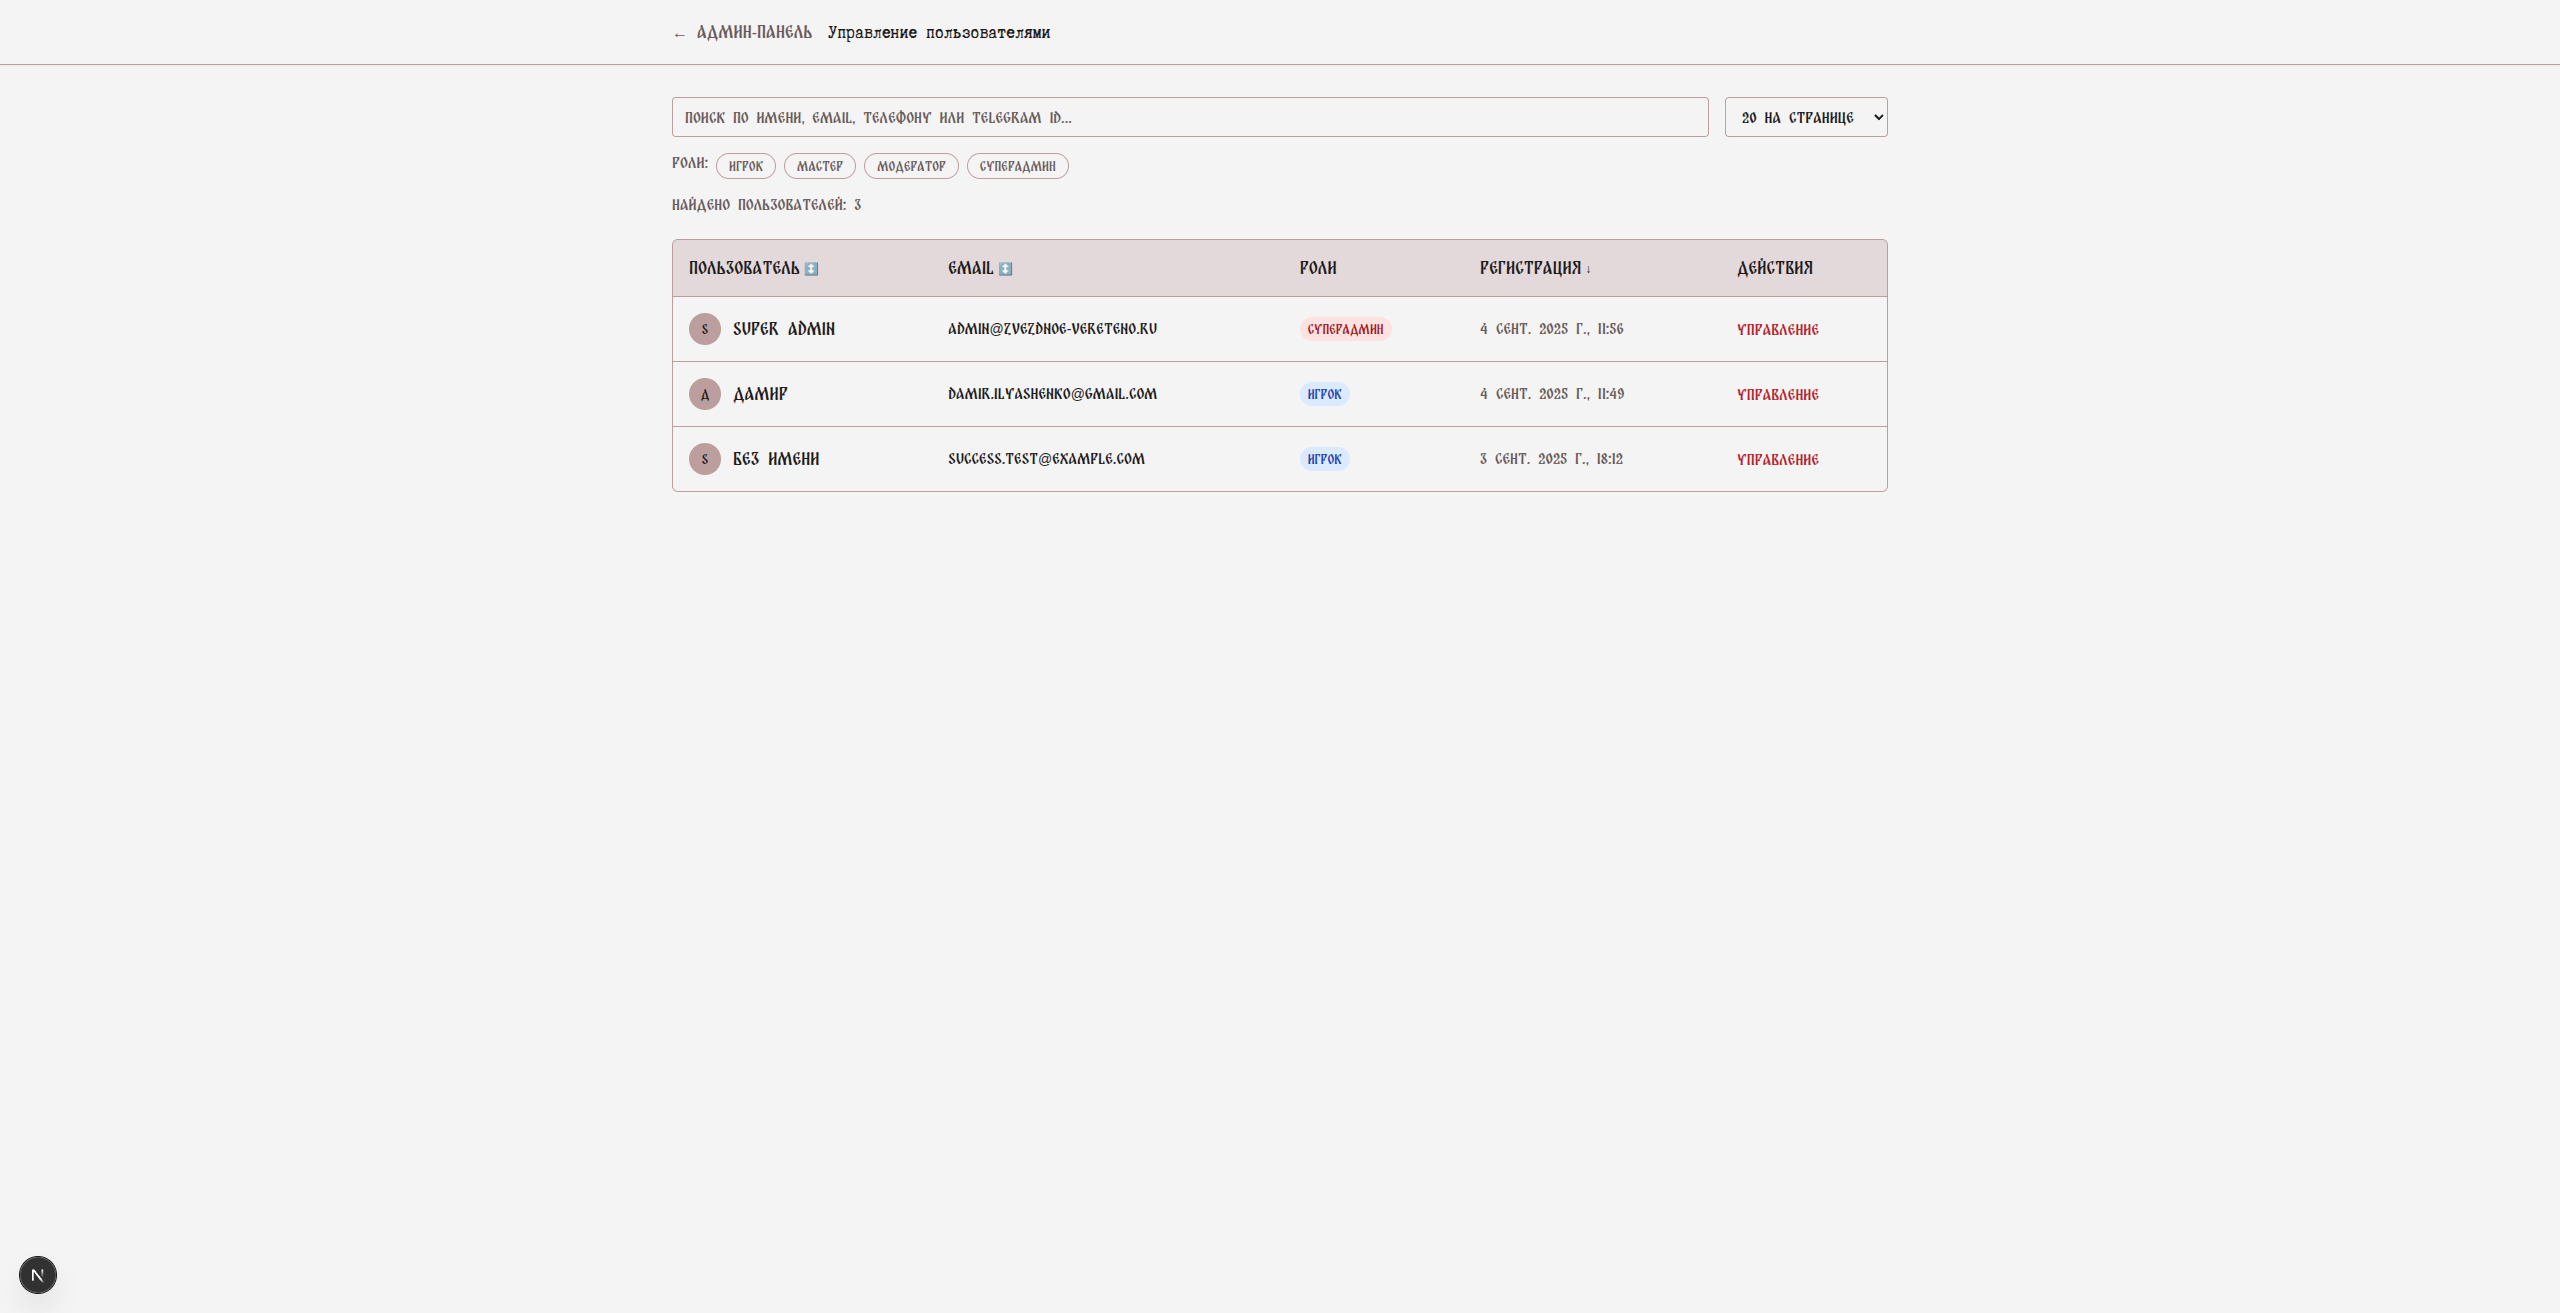 ← АДМИН-ПАНЕЛЬ Управление пользователями
ПОИСК ПО ИМЕНИ, EMAIL, ТЕЛЕФОНУ ИЛИ TELEGRAM ID...
20 НА СТРАНИЦЕ
РОЛИ: ИГРОК МАСТЕР МОДЕРАТОР СУПЕРАДМИН
НАЙДЕНО ПОЛЬЗОВАТЕЛЕЙ: 3
ПОЛЬЗОВАТЕЛЬ ↕️ EMAIL ↕️ РОЛИ РЕГИСТРАЦИЯ ↓ ДЕЙСТВИЯ
S SUPER ADMIN ADMIN@ZVEZDNOE-VERETENO.RU СУПЕРАДМИН 4 СЕНТ. 2025 Г., 11:56 УПРАВЛЕНИЕ
Д ДАМИР DAMIR.ILYASHENKO@GMAIL.COM ИГРОК 4 СЕНТ. 2025 Г., 11:49 УПРАВЛЕНИЕ
S БЕЗ ИМЕНИ SUCCESS.TEST@EXAMPLE.COM ИГРОК 3 СЕНТ. 2025 Г., 18:12 УПРАВЛЕНИЕ
N